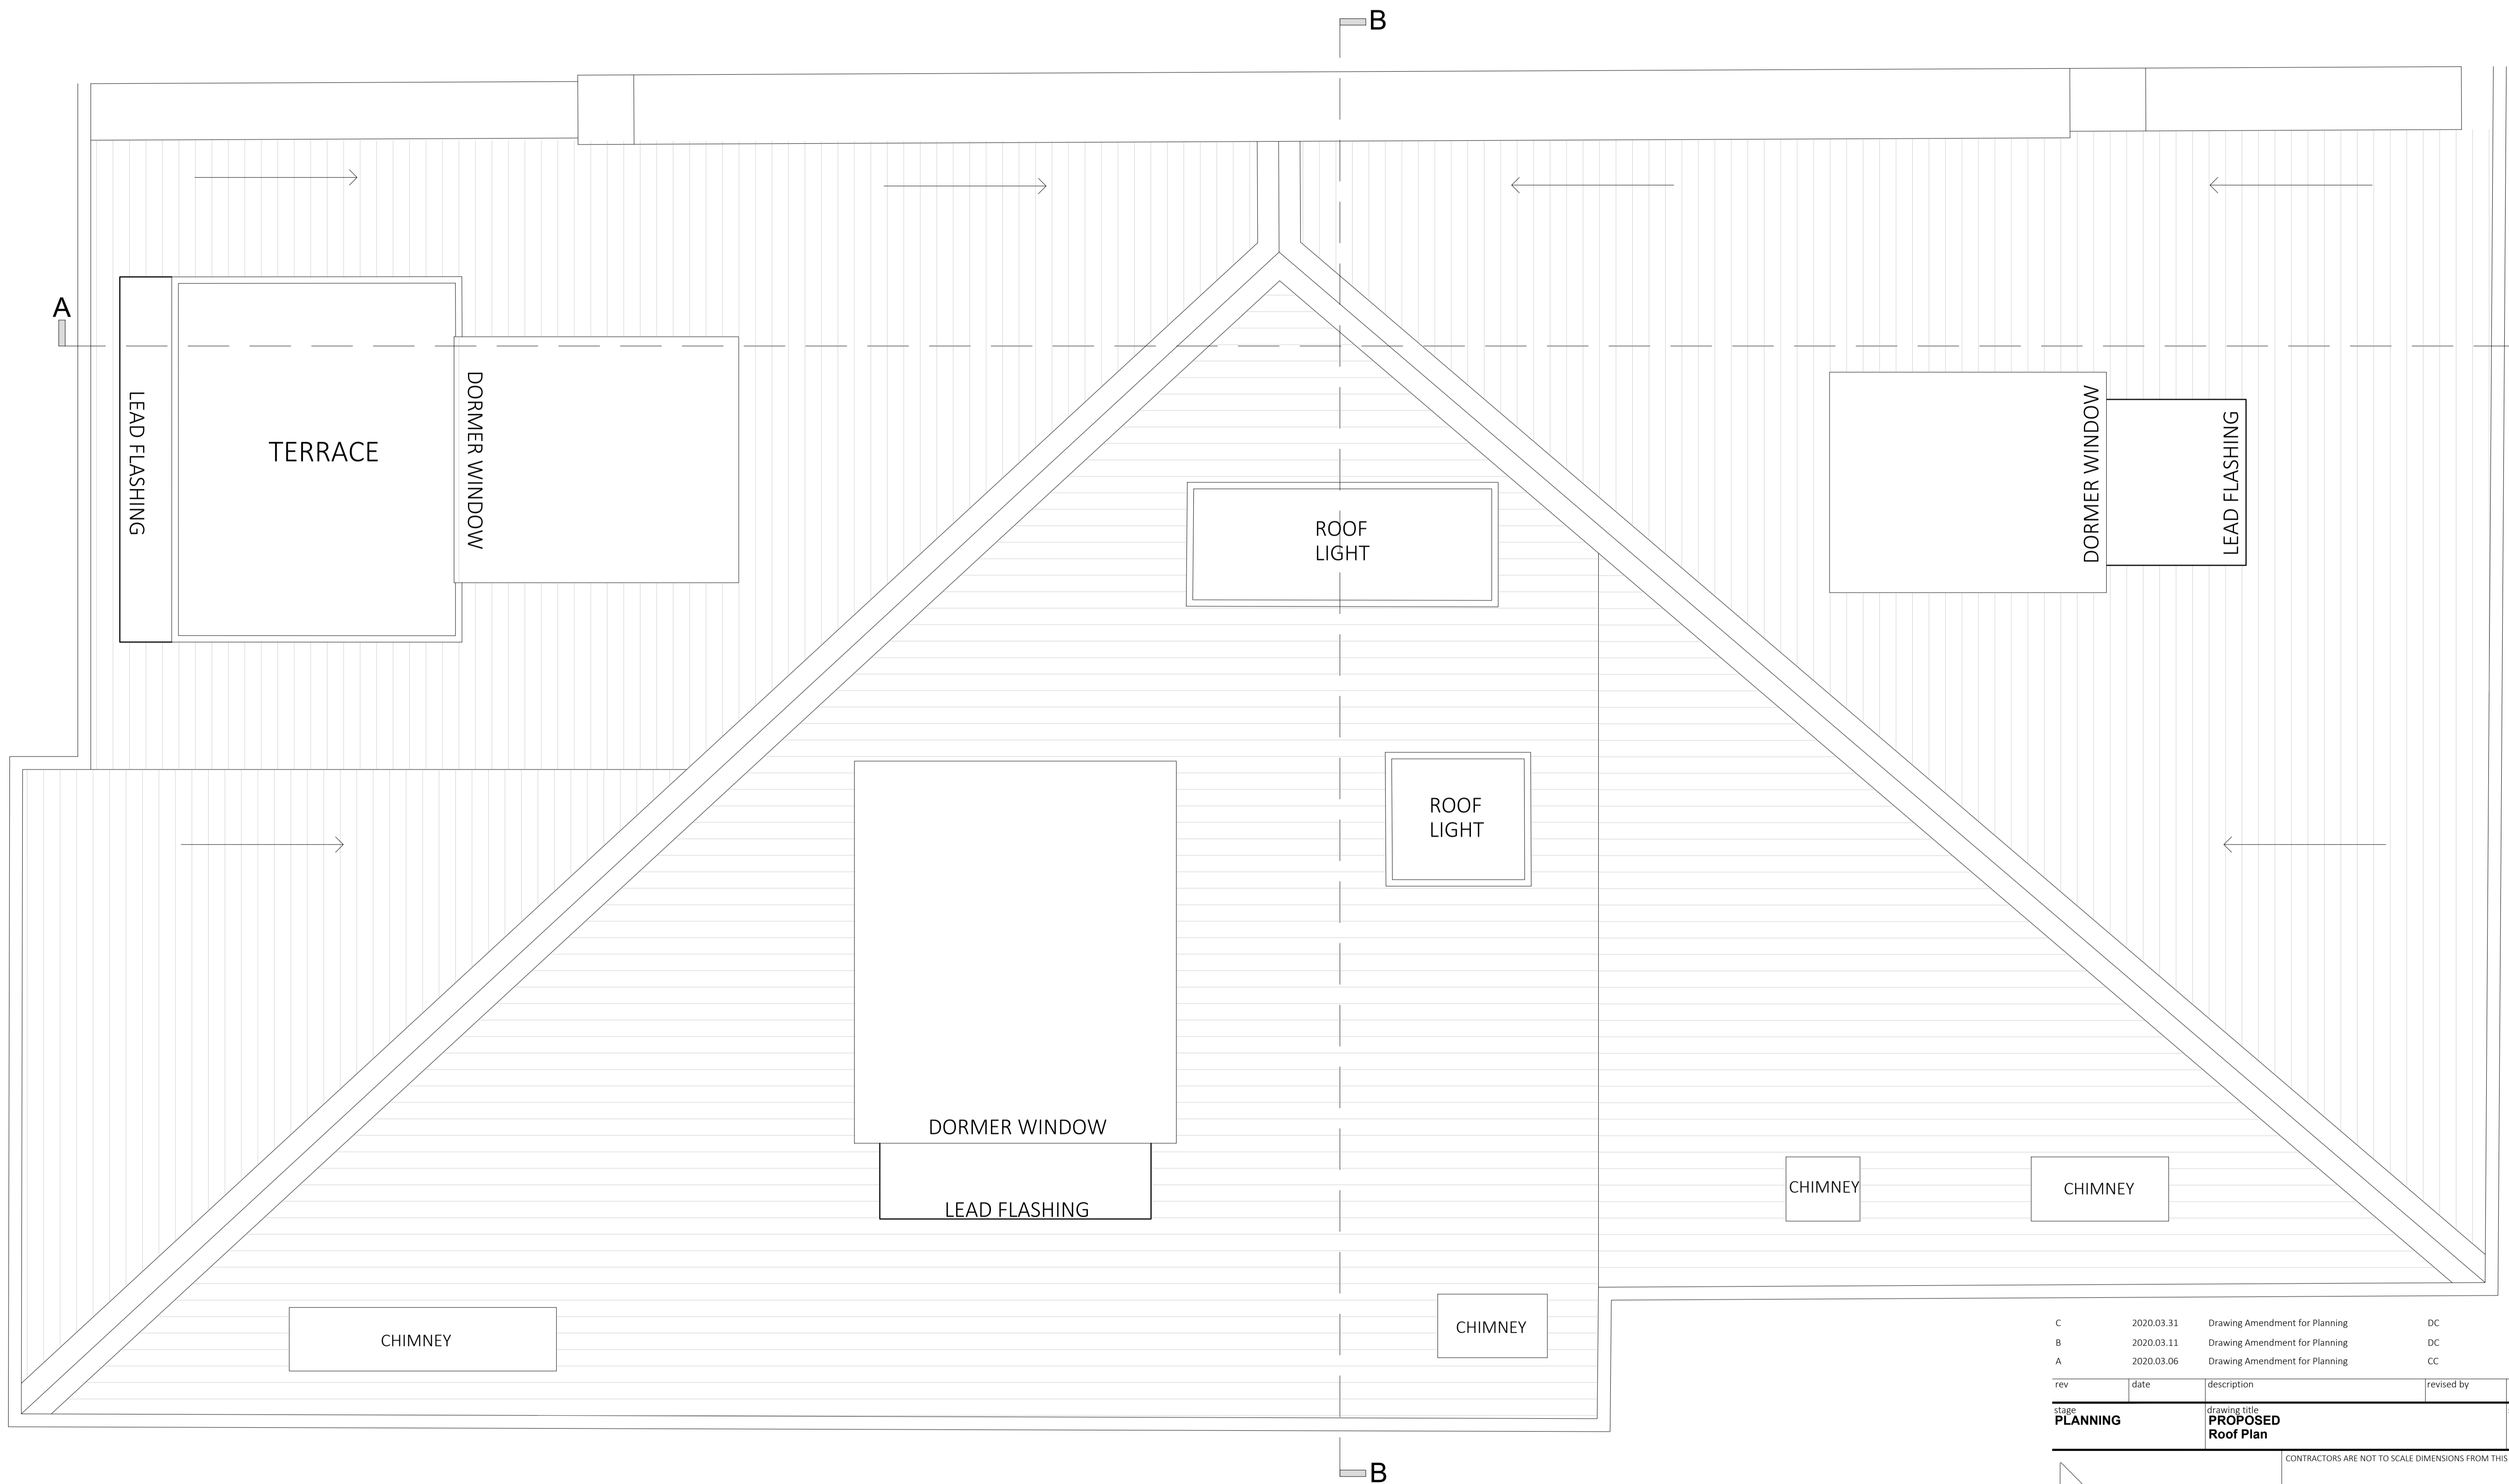 B
A
LEAD FLASHING
TERRACE
DORMER WINDOW
ROOF
LIGHT
DORMER WINDOW
LEAD FLASHING
ROOF
LIGHT
DORMER WINDOW
LEAD FLASHING
CHIMNEY
CHIMNEY
CHIMNEY
CHIMNEY
C 2020.03.31 Drawing Amendment for Planning DC
B 2020.03.11 Drawing Amendment for Planning DC
A 2020.03.06 Drawing Amendment for Planning CC
rev date description revised by
stage drawing title
PLANNING PROPOSED
Roof Plan
CONTRACTORS ARE NOT TO SCALE DIMENSIONS FROM THIS
B